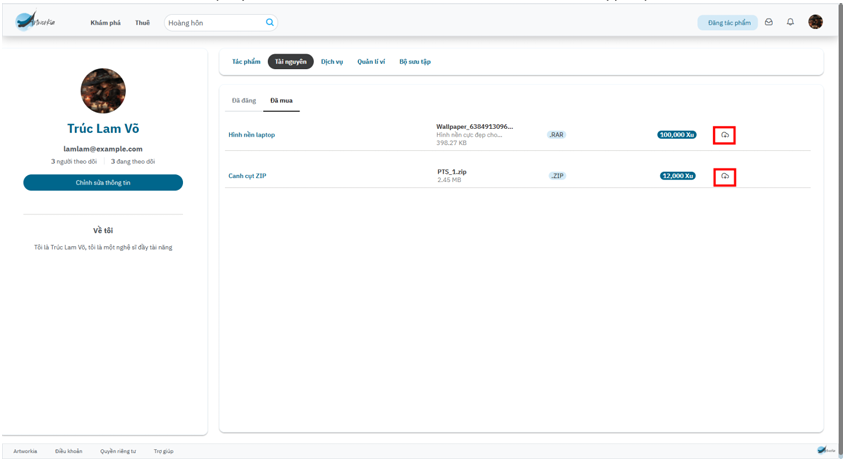 Artworkia
Khám phá
Thuê
Hoàng hôn
Đăng tác phẩm
Tác phẩm
Tài nguyên
Dịch vụ
Quản lí ví
Bộ sưu tập
Trúc Lam Võ
lamlam@example.com
3 người theo dõi
3 đang theo dõi
Chỉnh sửa thông tin
Về tôi
Tôi là Trúc Lam Võ, tôi là một nghệ sĩ đầy tài năng
Đã đăng
Đã mua
Hình nền laptop
Wallpaper_6384913096...
Hình nền cực đẹp cho...
398.27 KB
.RAR
100,000 Xu
Canh cụt ZIP
PTS_1.zip
2.45 MB
.ZIP
12,000 Xu
Artworkia
Điều khoản
Quyền riêng tư
Trợ giúp